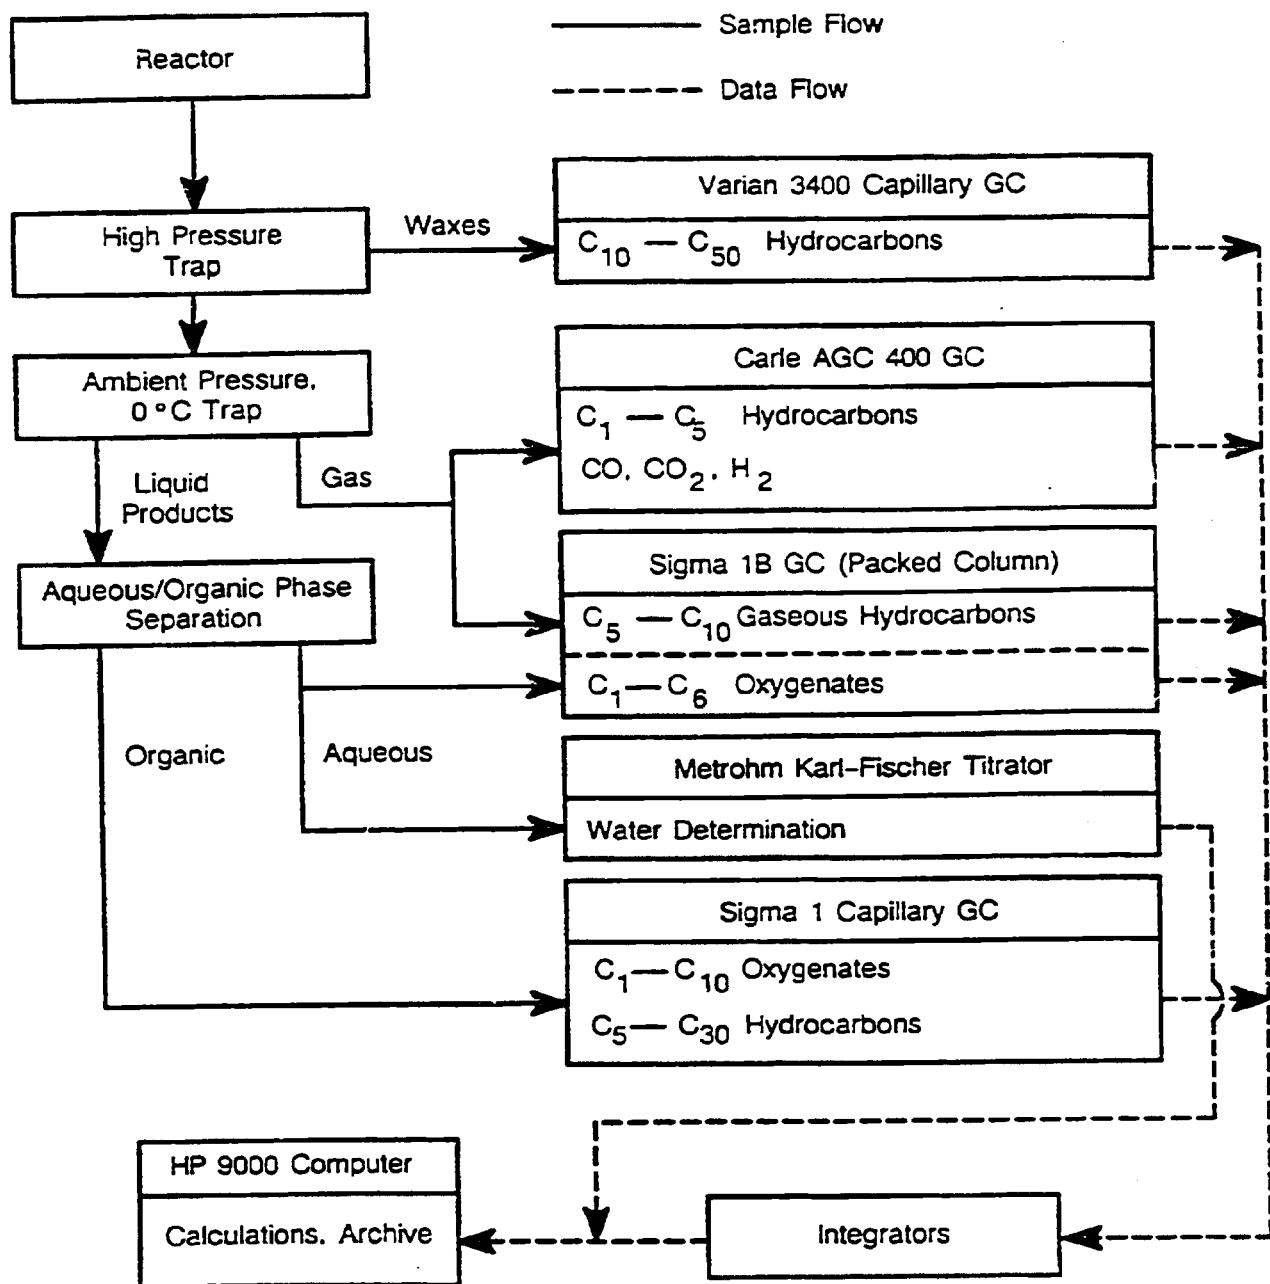 Reactor
Sample Flow
Data Flow
High Pressure
Trap
Waxes
Varian 3400 Capillary GC
C10 — C50 Hydrocarbons
Ambient Pressure,
0 °C Trap
Carle AGC 400 GC
C1 — C5 Hydrocarbons
CO, CO2, H2
Liquid
Products
Gas
Aqueous/Organic Phase
Separation
Sigma 1B GC (Packed Column)
C5 — C10 Gaseous Hydrocarbons
C1 — C6 Oxygenates
Organic
Aqueous
Metrohm Karl-Fischer Titrator
Water Determination
Sigma 1 Capillary GC
C1 — C10 Oxygenates
C5 — C30 Hydrocarbons
HP 9000 Computer
Calculations, Archive
Integrators